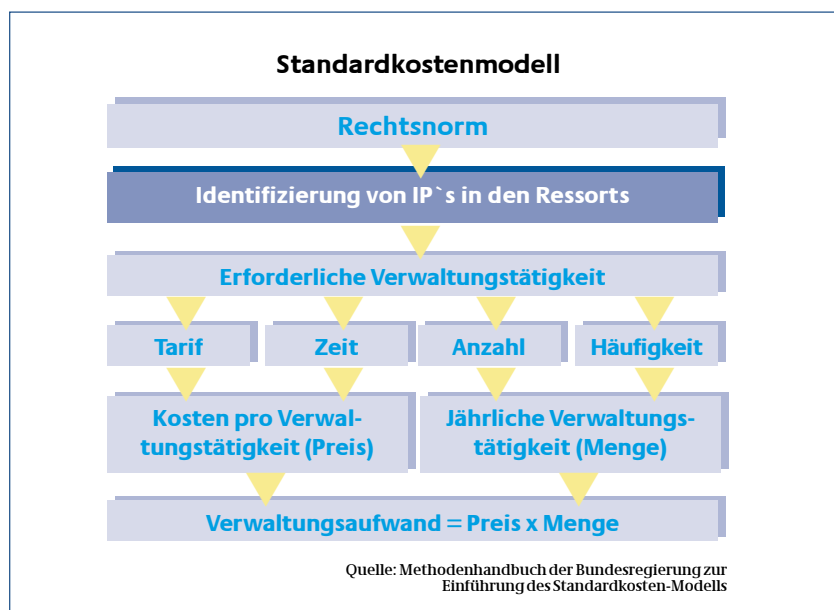 Standardkostenmodell
Rechtsnorm
Identifizierung von IP`s in den Ressorts
Erforderliche Verwaltungstätigkeit
Tarif
Zeit
Anzahl
Häufigkeit
Kosten pro Verwal-
tungstätigkeit (Preis)
Jährliche Verwaltungs-
tätigkeit (Menge)
Verwaltungsaufwand = Preis x Menge
Quelle: Methodenhandbuch der Bundesregierung zur
Einführung des Standardkosten-Modells